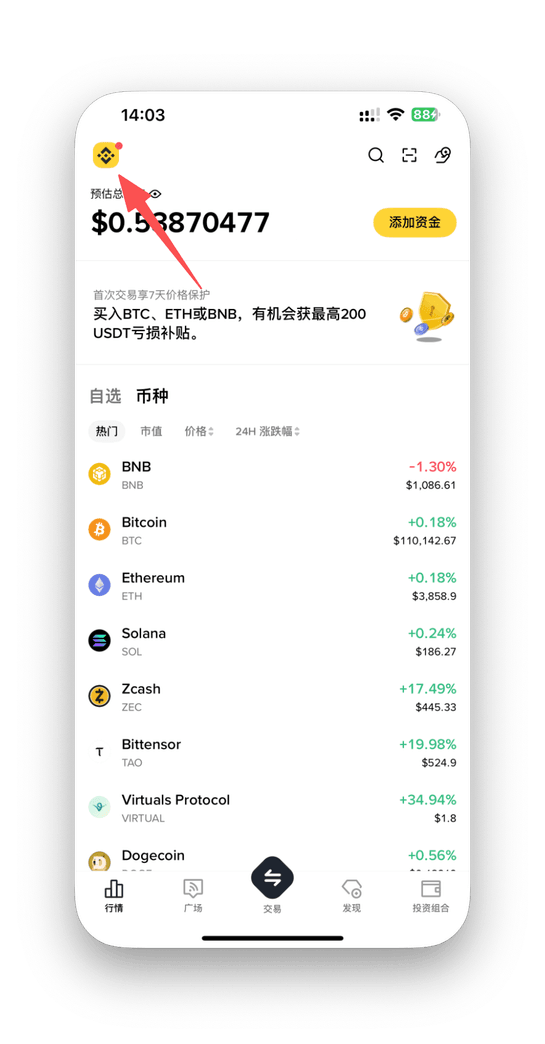 14:03
88
预估总
$0.53870477
添加资金
首次交易享7天价格保护
买入BTC、ETH或BNB，有机会获最高200
USDT亏损补贴。
自选 币种
热门 市值 价格 24H 涨跌幅
BNB -1.30%
BNB $1,086.61
Bitcoin +0.18%
BTC $110,142.67
Ethereum +0.18%
ETH $3,858.9
Solana +0.24%
SOL $186.27
Zcash +17.49%
ZEC $445.33
T
Bittensor +19.98%
TAO $524.9
Virtuals Protocol +34.94%
VIRTUAL $1.8
Dogecoin +0.56%
行情 广场 交易 发现 投资组合